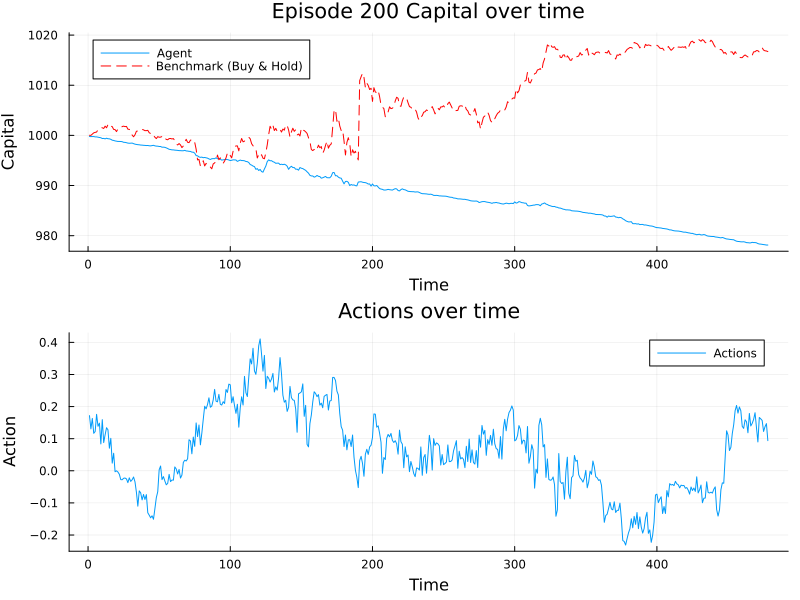 Episode 200 Capital over time
1020
1010
1000
990
980
Capital
Agent
Benchmark (Buy & Hold)
0 100 200 300 400
Time
Actions over time
0.4
0.3
0.2
0.1
0.0
−0.1
−0.2
Action
Actions
0 100 200 300 400
Time